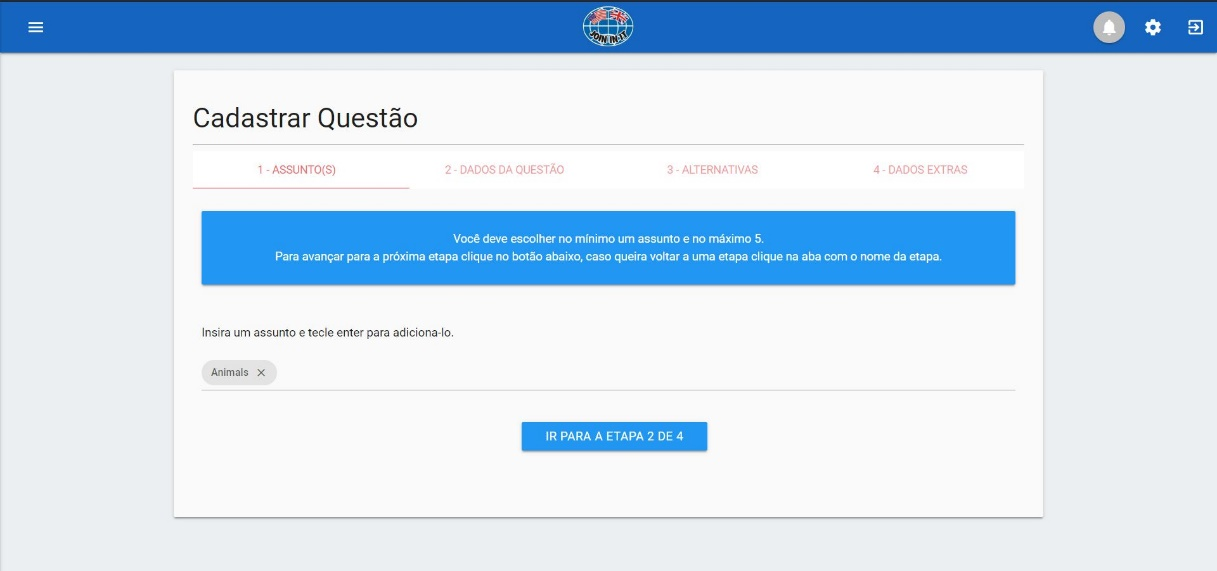 JOIN IN-IT
Cadastrar Questão
1 - ASSUNTO(S)
2 - DADOS DA QUESTÃO
3 - ALTERNATIVAS
4 - DADOS EXTRAS
Você deve escolher no mínimo um assunto e no máximo 5.
Para avançar para a próxima etapa clique no botão abaixo, caso queira voltar a uma etapa clique na aba com o nome da etapa.
Insira um assunto e tecle enter para adiciona-lo.
Animals
IR PARA A ETAPA 2 DE 4